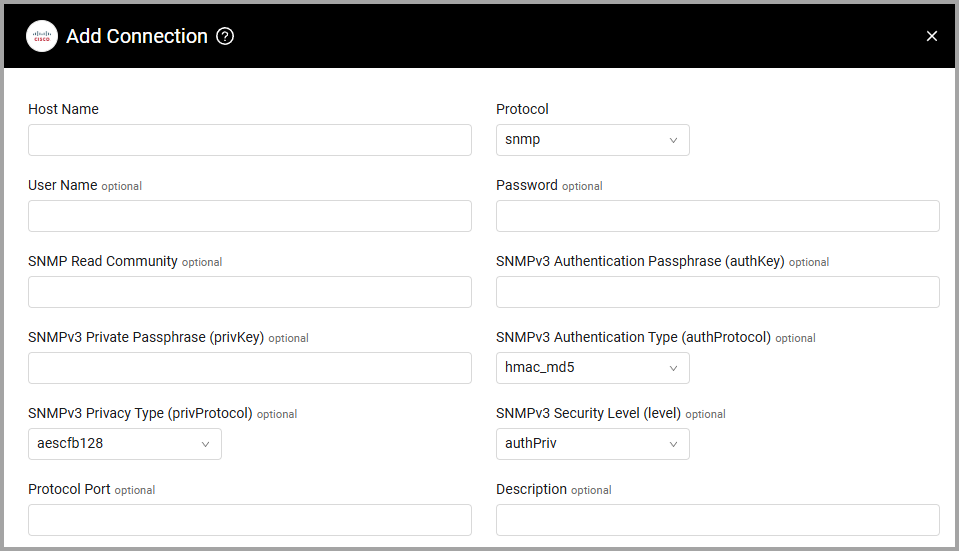 CISCO
Add Connection ?
Host Name
Protocol
snmp
User Name optional
Password optional
SNMP Read Community optional
SNMPv3 Authentication Passphrase (authKey) optional
SNMPv3 Private Passphrase (privKey) optional
SNMPv3 Authentication Type (authProtocol) optional
hmac_md5
SNMPv3 Privacy Type (privProtocol) optional
aescfb128
SNMPv3 Security Level (level) optional
authPriv
Protocol Port optional
Description optional